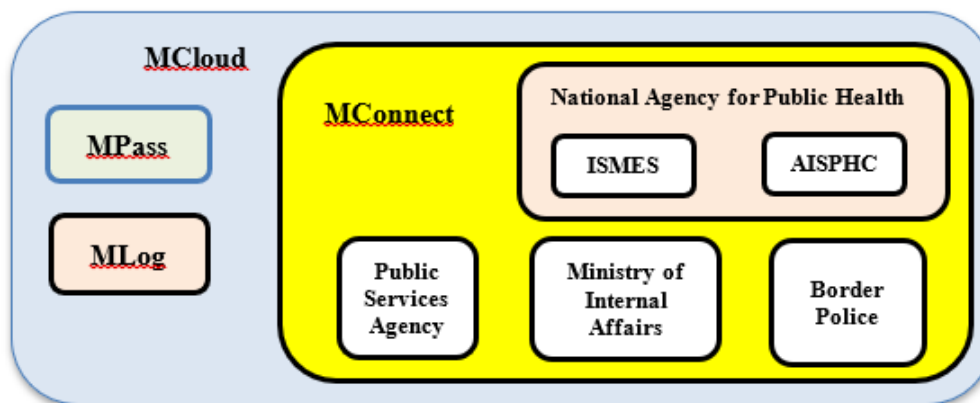 MCloud
MPass
MLog
MConnect
National Agency for Public Health
ISMES
AISPHC
Public
Services
Agency
Ministry of
Internal
Affairs
Border
Police